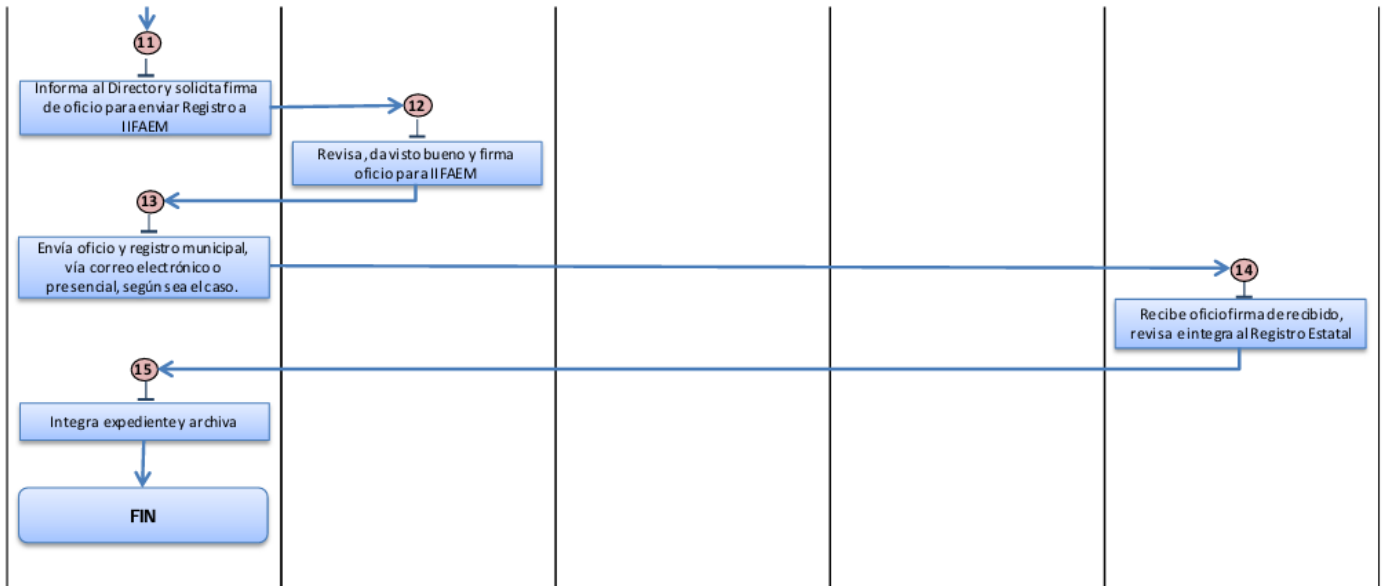 11
Informa al Director y solicita firma
de oficio para enviar Registro a
IIFAEM
12
Revisa, da visto bueno y firma
oficio para IIFAEM
13
Envía oficio y registro municipal,
vía correo electrónico o
presencial, según sea el caso.
14
Recibe oficio firma de recibido,
revisa e integra al Registro Estatal
15
Integra expediente y archiva
FIN